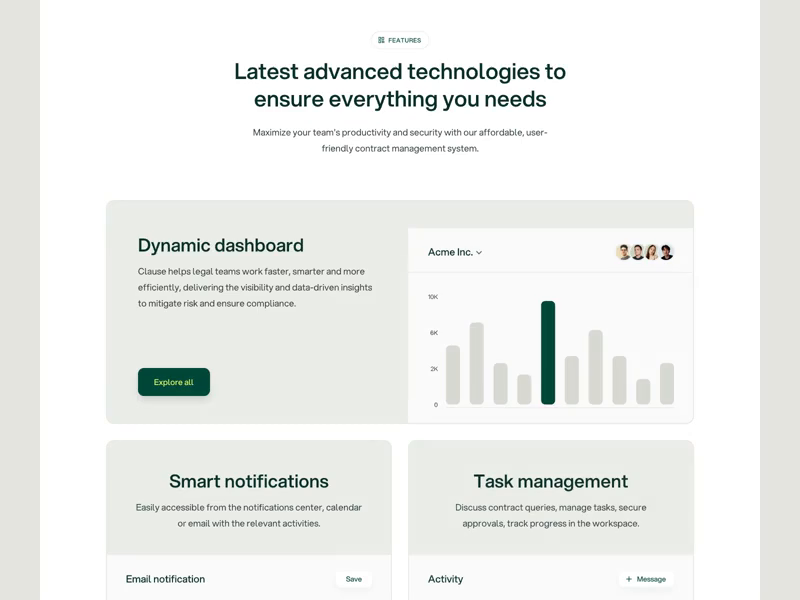 FEATURES
Latest advanced technologies to
ensure everything you needs
Maximize your team's productivity and security with our affordable, user-
friendly contract management system.
Dynamic dashboard
Clause helps legal teams work faster, smarter and more
efficiently, delivering the visibility and data-driven insights
to mitigate risk and ensure compliance.
Explore all
Acme Inc.
10K
6K
2K
0
Smart notifications
Easily accessible from the notifications center, calendar
or email with the relevant activities.
Email notification
Save
Task management
Discuss contract queries, manage tasks, secure
approvals, track progress in the workspace.
Activity
+ Message